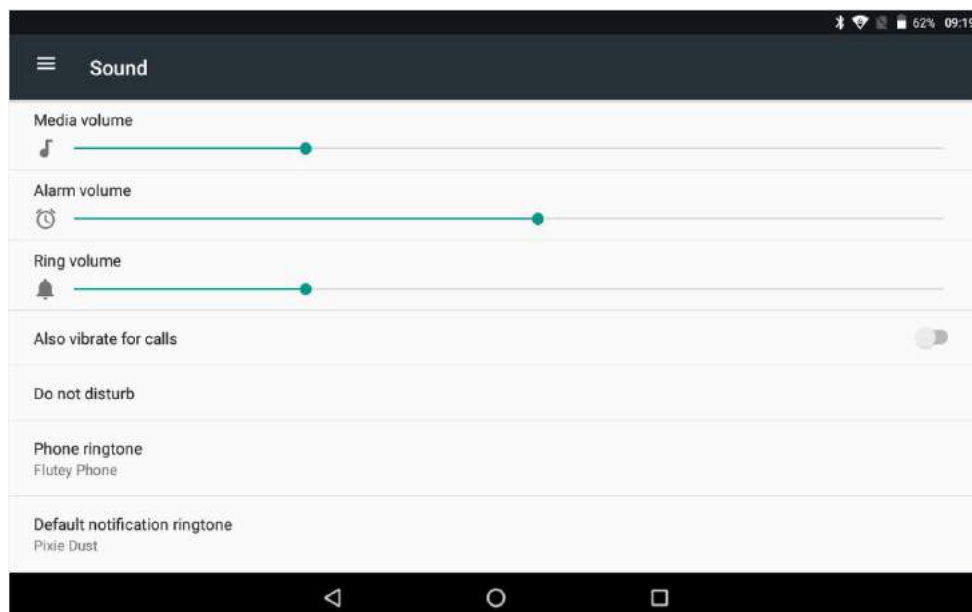 62% 09:19
Sound
Media volume
Alarm volume
Ring volume
Also vibrate for calls
Do not disturb
Phone ringtone
Flutey Phone
Default notification ringtone
Pixie Dust